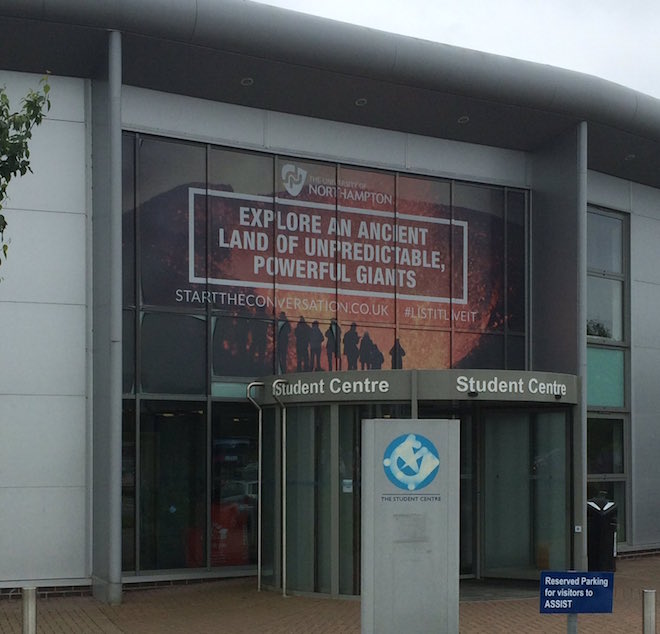 THE UNIVERSITY OF
NORTHAMPTON
EXPLORE AN ANCIENT
LAND OF UNPREDICTABLE,
POWERFUL GIANTS
STARTTHECONVERSATION.CO.UK #LISTITLIVEIT
Student Centre
Student Centre
THE STUDENT CENTRE
Reserved Parking
for visitors to
ASSIST